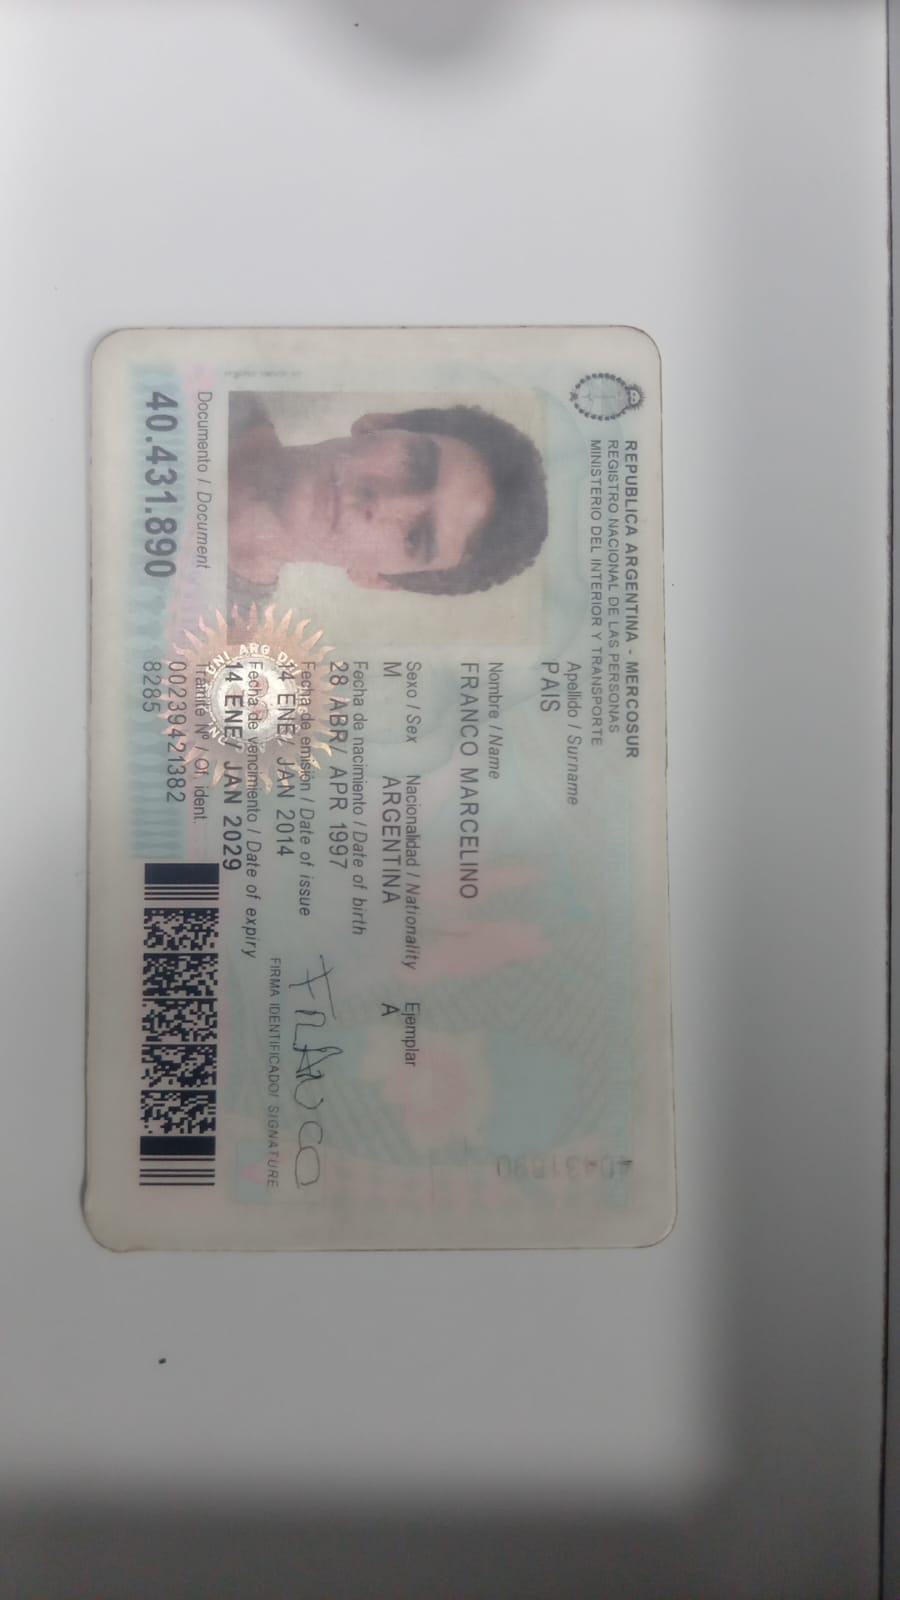 REPUBLICA ARGENTINA - MERCOSUR
REGISTRO NACIONAL DE LAS PERSONAS
MINISTERIO DEL INTERIOR Y TRANSPORTE
Apellido / Surname
PAIS
Nombre / Name
FRANCO MARCELINO
Sexo / Sex Nacionalidad / Nationality Ejemplar
M ARGENTINA A
Fecha de nacimiento / Date of birth
28 ABR/ APR 1997
Fecha de emisión / Date of issue
14 ENE/ JAN 2014
Fecha de vencimiento / Date of expiry
14 ENE/ JAN 2029
FRANCO
FIRMA IDENTIFICADO/ SIGNATURE
Documento / Document
40.431.890
Trámite Nº / Of. ident.
00239421382
8285